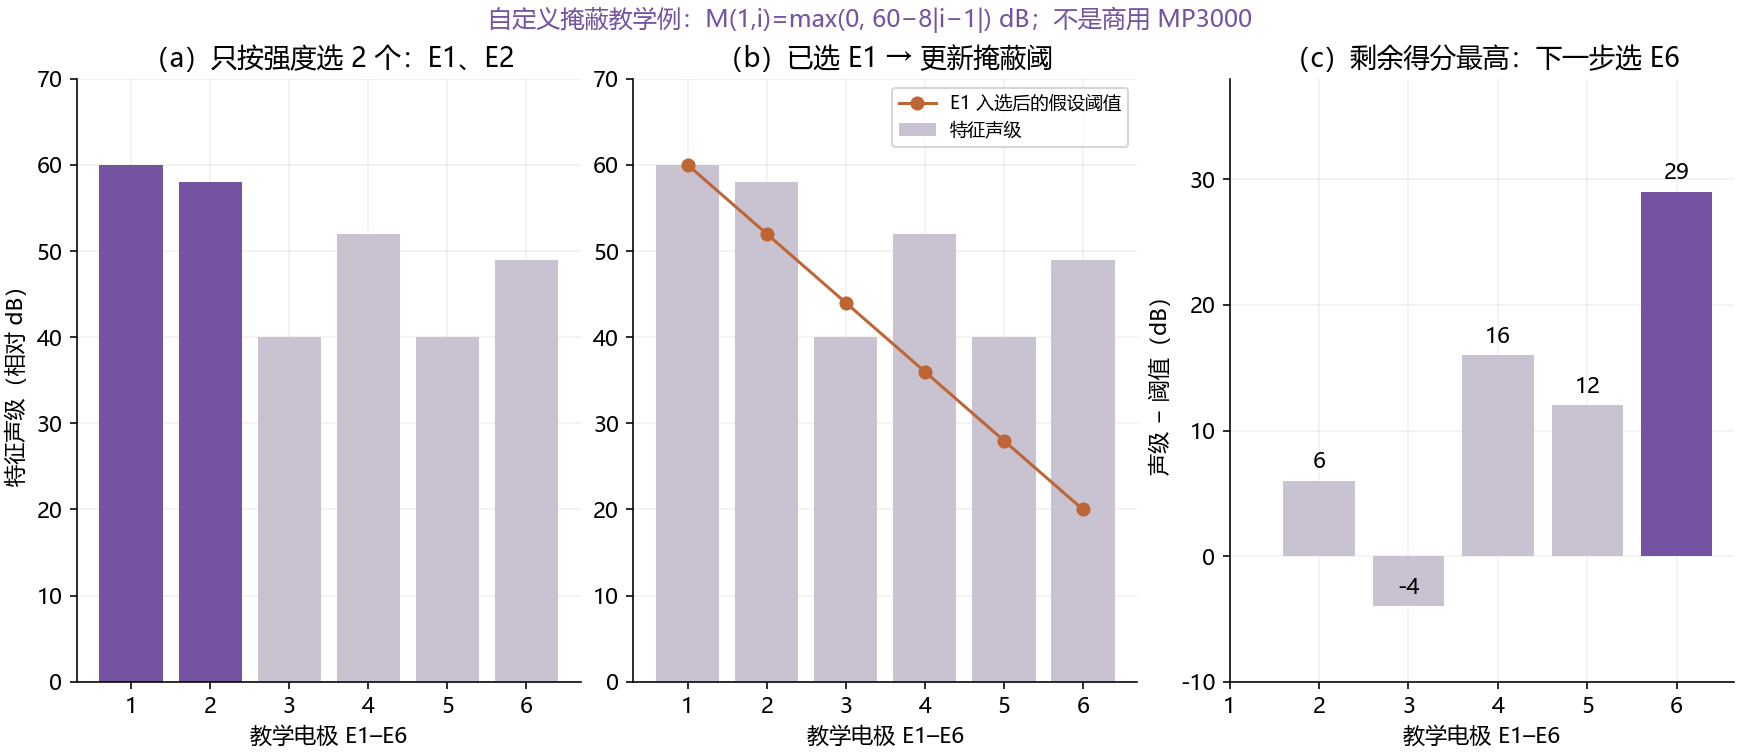 自定义掩蔽教学例：M(1,i)=max(0, 60−8|i−1|) dB；不是商用 MP3000
（a）只按强度选 2 个：E1、E2
70
60
50
40
30
20
10
0
1 2 3 4 5 6
特征声级（相对 dB）
教学电极 E1–E6
（b）已选 E1 → 更新掩蔽阈
E1 入选后的假设阈值
特征声级
70
60
50
40
30
20
10
0
1 2 3 4 5 6
教学电极 E1–E6
（c）剩余得分最高：下一步选 E6
30
20
10
0
-10
6
-4
16
12
29
1 2 3 4 5 6
声级 − 阈值（dB）
教学电极 E1–E6